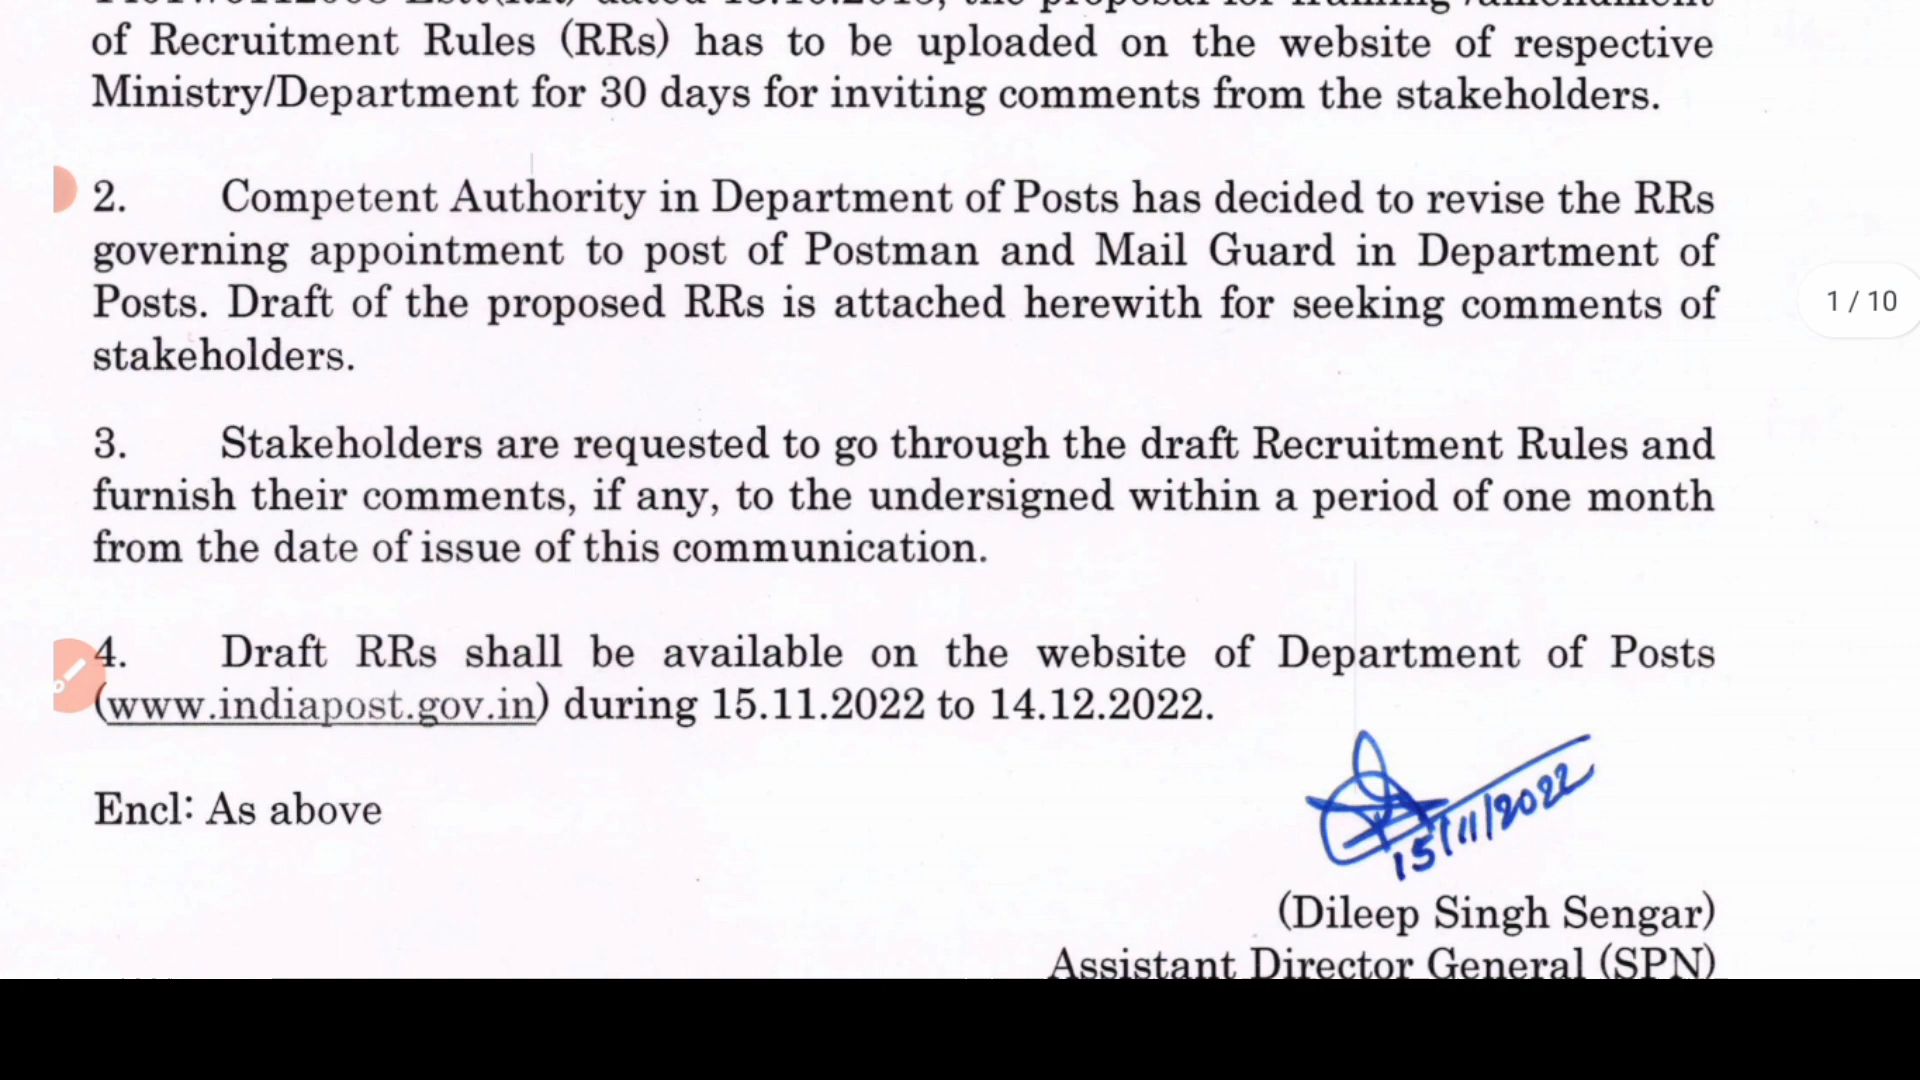 the proposal for framing /amendment
of Recruitment Rules (RRs) has to be uploaded on the website of respective
Ministry/Department for 30 days for inviting comments from the stakeholders.
2. Competent Authority in Department of Posts has decided to revise the RRs
governing appointment to post of Postman and Mail Guard in Department of
Posts. Draft of the proposed RRs is attached herewith for seeking comments of
stakeholders.
1 / 10
3. Stakeholders are requested to go through the draft Recruitment Rules and
furnish their comments, if any, to the undersigned within a period of one month
from the date of issue of this communication.
4. Draft RRs shall be available on the website of Department of Posts
(www.indiapost.gov.in) during 15.11.2022 to 14.12.2022.
Encl: As above
15/11/2022
(Dileep Singh Sengar)
Assistant Director General (SPN)